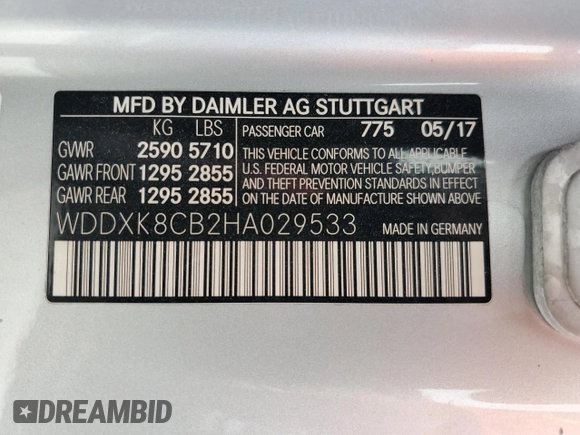 MFD BY DAIMLER AG STUTTGART
KG LBS
GVWR 2590 5710
GAWR FRONT 1295 2855
GAWR REAR 1295 2855
PASSENGER CAR 775 05/17
THIS VEHICLE CONFORMS TO ALL APPLICABLE
U.S. FEDERAL MOTOR VEHICLE SAFETY,BUMPER,
AND THEFT PREVENTION STANDARDS IN EFFECT ON
THE DATE OF MANUFACTURE SHOWN ABOVE.
WDDXK8CB2HA029533
MADE IN GERMANY
DREAMBID